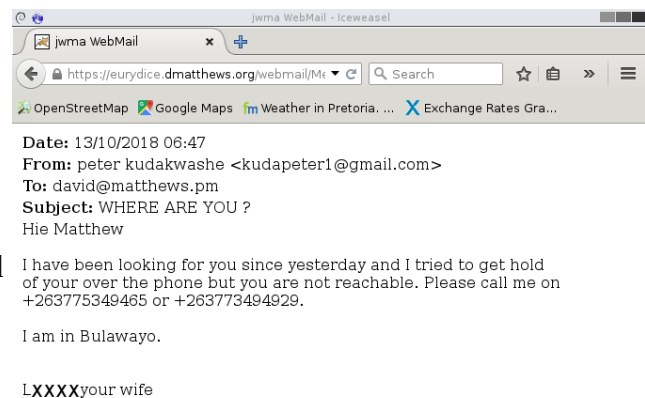 jwma WebMail - Iceweasel
jwma WebMail
https://eurydice.dmatthews.org/webmail/Me Search
OpenStreetMap Google Maps fm Weather in Pretoria. ... X Exchange Rates Gra...
Date: 13/10/2018 06:47
From: peter kudakwashe <kudapeter1@gmail.com>
To: david@matthews.pm
Subject: WHERE ARE YOU ?
Hie Matthew
I have been looking for you since yesterday and I tried to get hold
of your over the phone but you are not reachable. Please call me on
+263775349465 or +263773494929.
I am in Bulawayo.
LXXXXyour wife